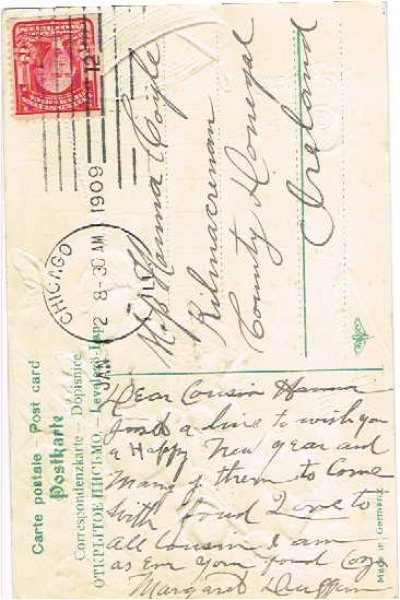 Carte postale - Post card
Postkarte
Correspondenzkarte - Dopisnice
ОТКРЫТОЕ ПИСЬМО - Levelező-Lap
CHICAGO
ILL
JAN 2 8-30 AM 1909
12
Miss Hanna Coyle
Kilmacrenan
County Donegal
Ireland
Dear Cousin Hanna
Just a line to wish you
a Happy New year and
Many of them to Come
With fond Love to
All Cousin I am
as Ever your fond Coz
Margaret
Made in Germany